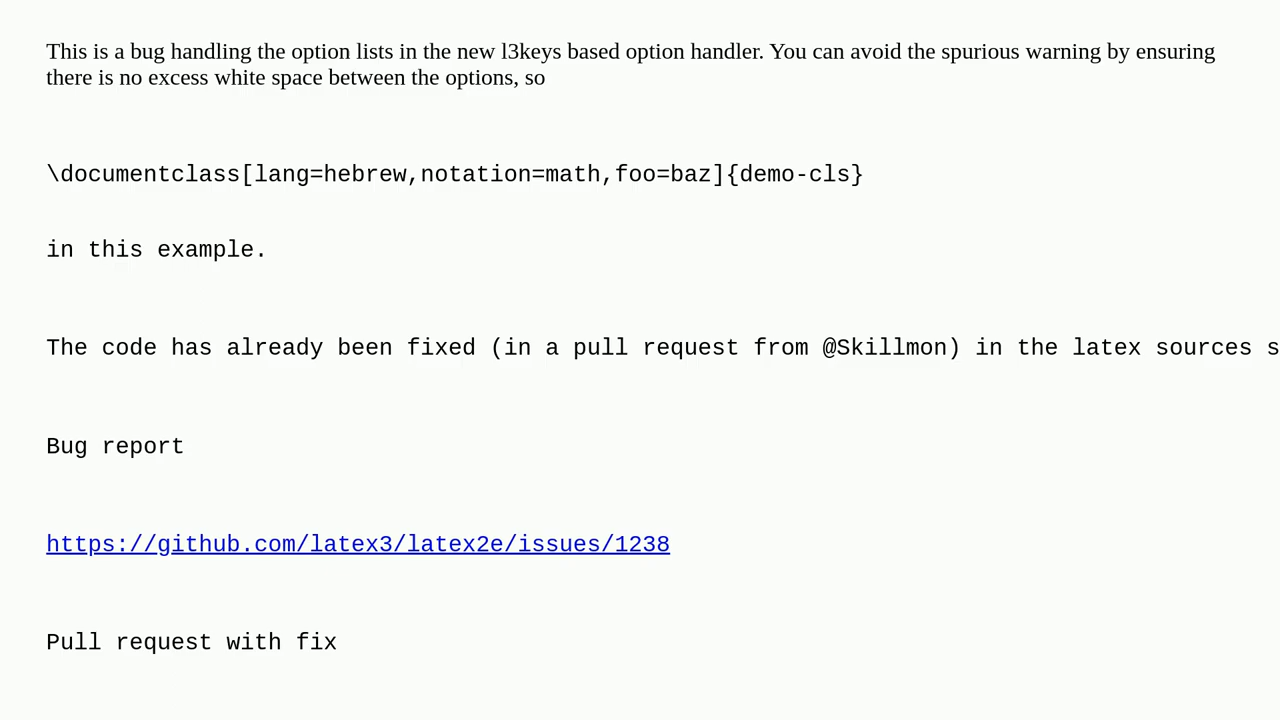 This is a bug handling the option lists in the new l3keys based option handler. You can avoid the spurious warning by ensuring
there is no excess white space between the options, so
\documentclass[lang=hebrew,notation=math,foo=baz]{demo-cls}
in this example.
The code has already been fixed (in a pull request from @Skillmon) in the latex sources
Bug report
https://github.com/latex3/latex2e/issues/1238
Pull request with fix